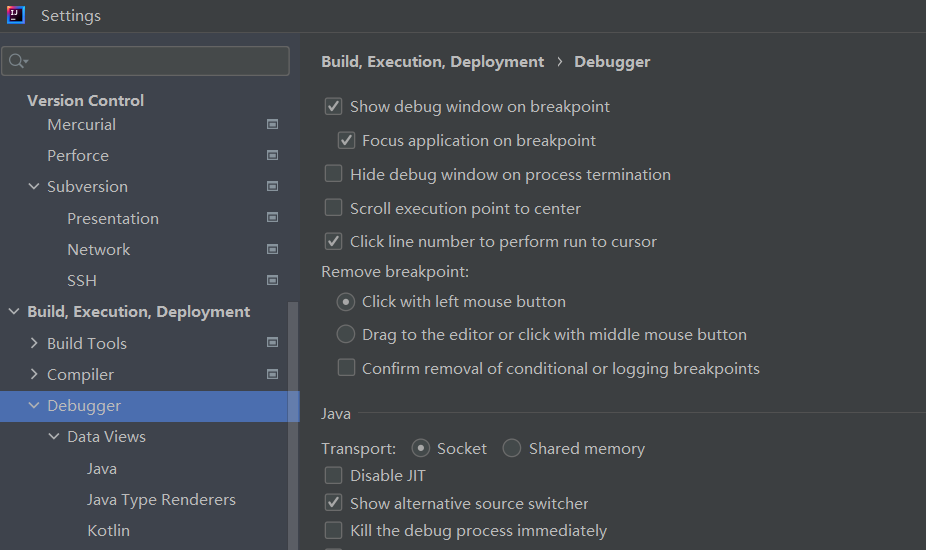 Settings
Version Control
Mercurial
Perforce
Subversion
Presentation
Network
SSH
Build, Execution, Deployment
Build Tools
Compiler
Debugger
Data Views
Java
Java Type Renderers
Kotlin
Build, Execution, Deployment › Debugger
Show debug window on breakpoint
Focus application on breakpoint
Hide debug window on process termination
Scroll execution point to center
Click line number to perform run to cursor
Remove breakpoint:
Click with left mouse button
Drag to the editor or click with middle mouse button
Confirm removal of conditional or logging breakpoints
Java
Transport: Socket Shared memory
Disable JIT
Show alternative source switcher
Kill the debug process immediately